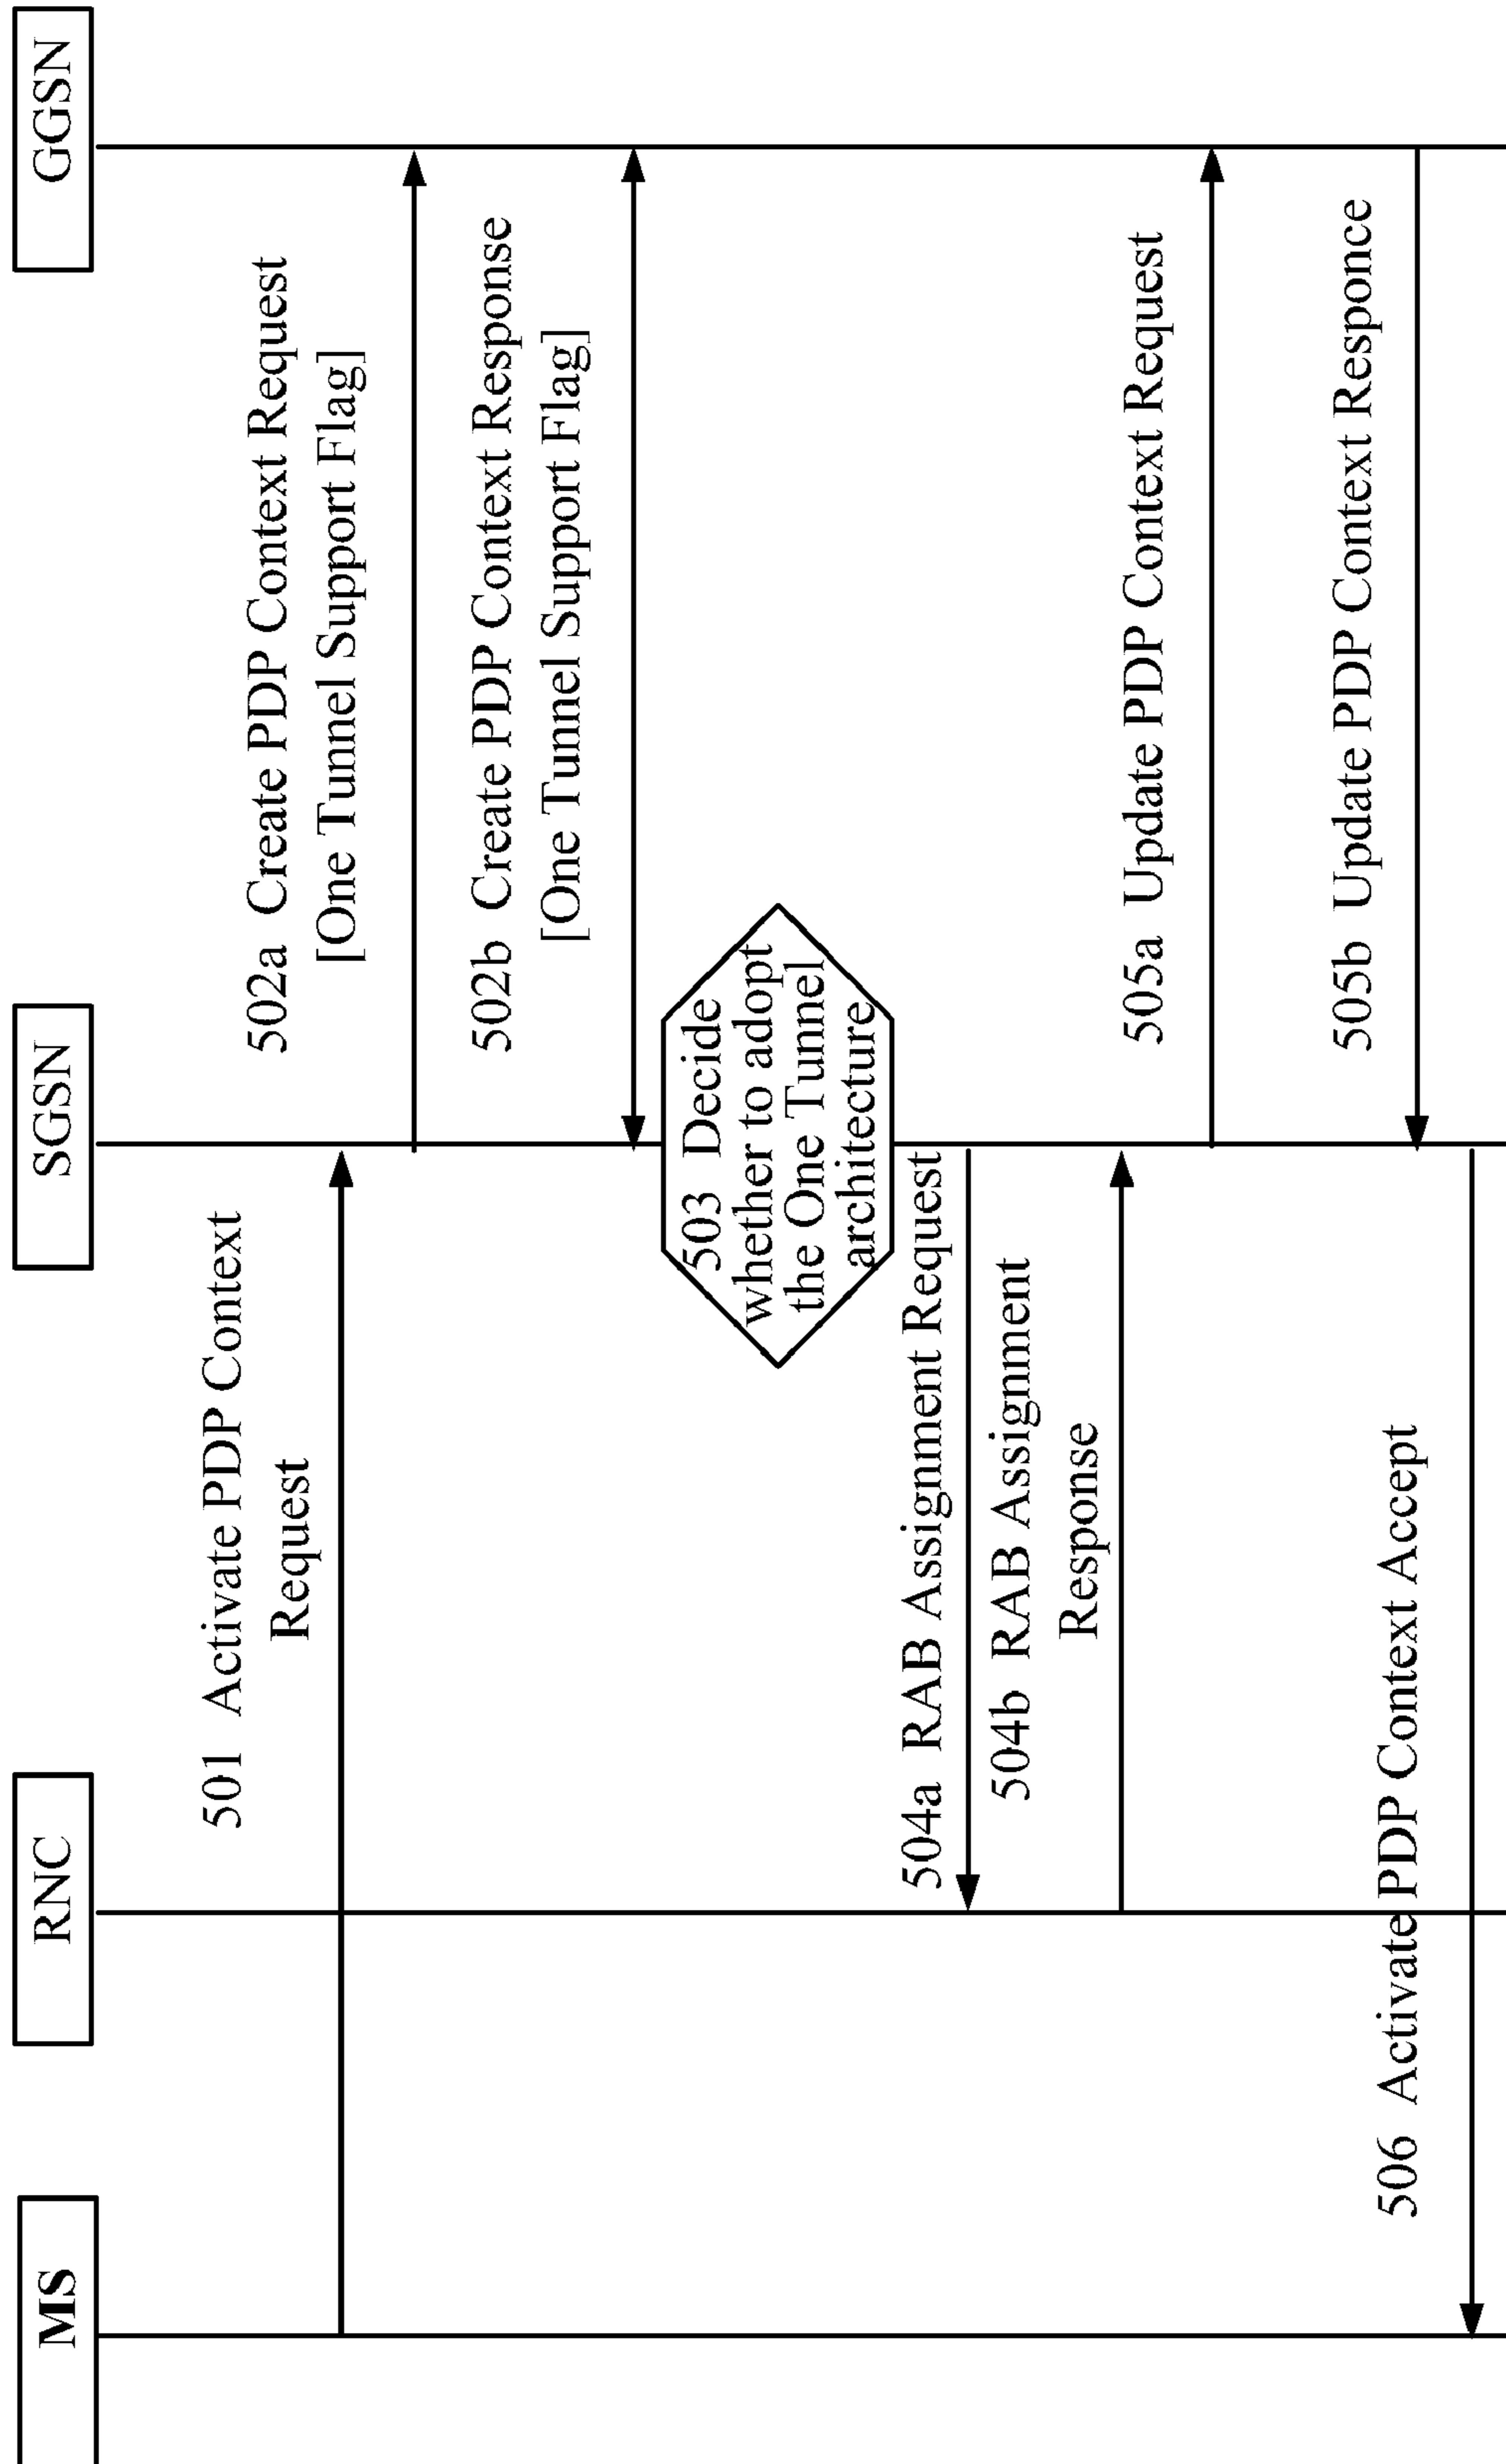 MS
RNC
SGSN
GGSN
501 Activate PDP Context
Request
502a Create PDP Context Request
[One Tunnel Support Flag]
502b Create PDP Context Response
[One Tunnel Support Flag]
503 Decide
whether to adopt
the One Tunnel
architecture
504a RAB Assignment Request
504b RAB Assignment
Response
505a Update PDP Context Request
505b Update PDP Context Responce
506 Activate PDP Context Accept